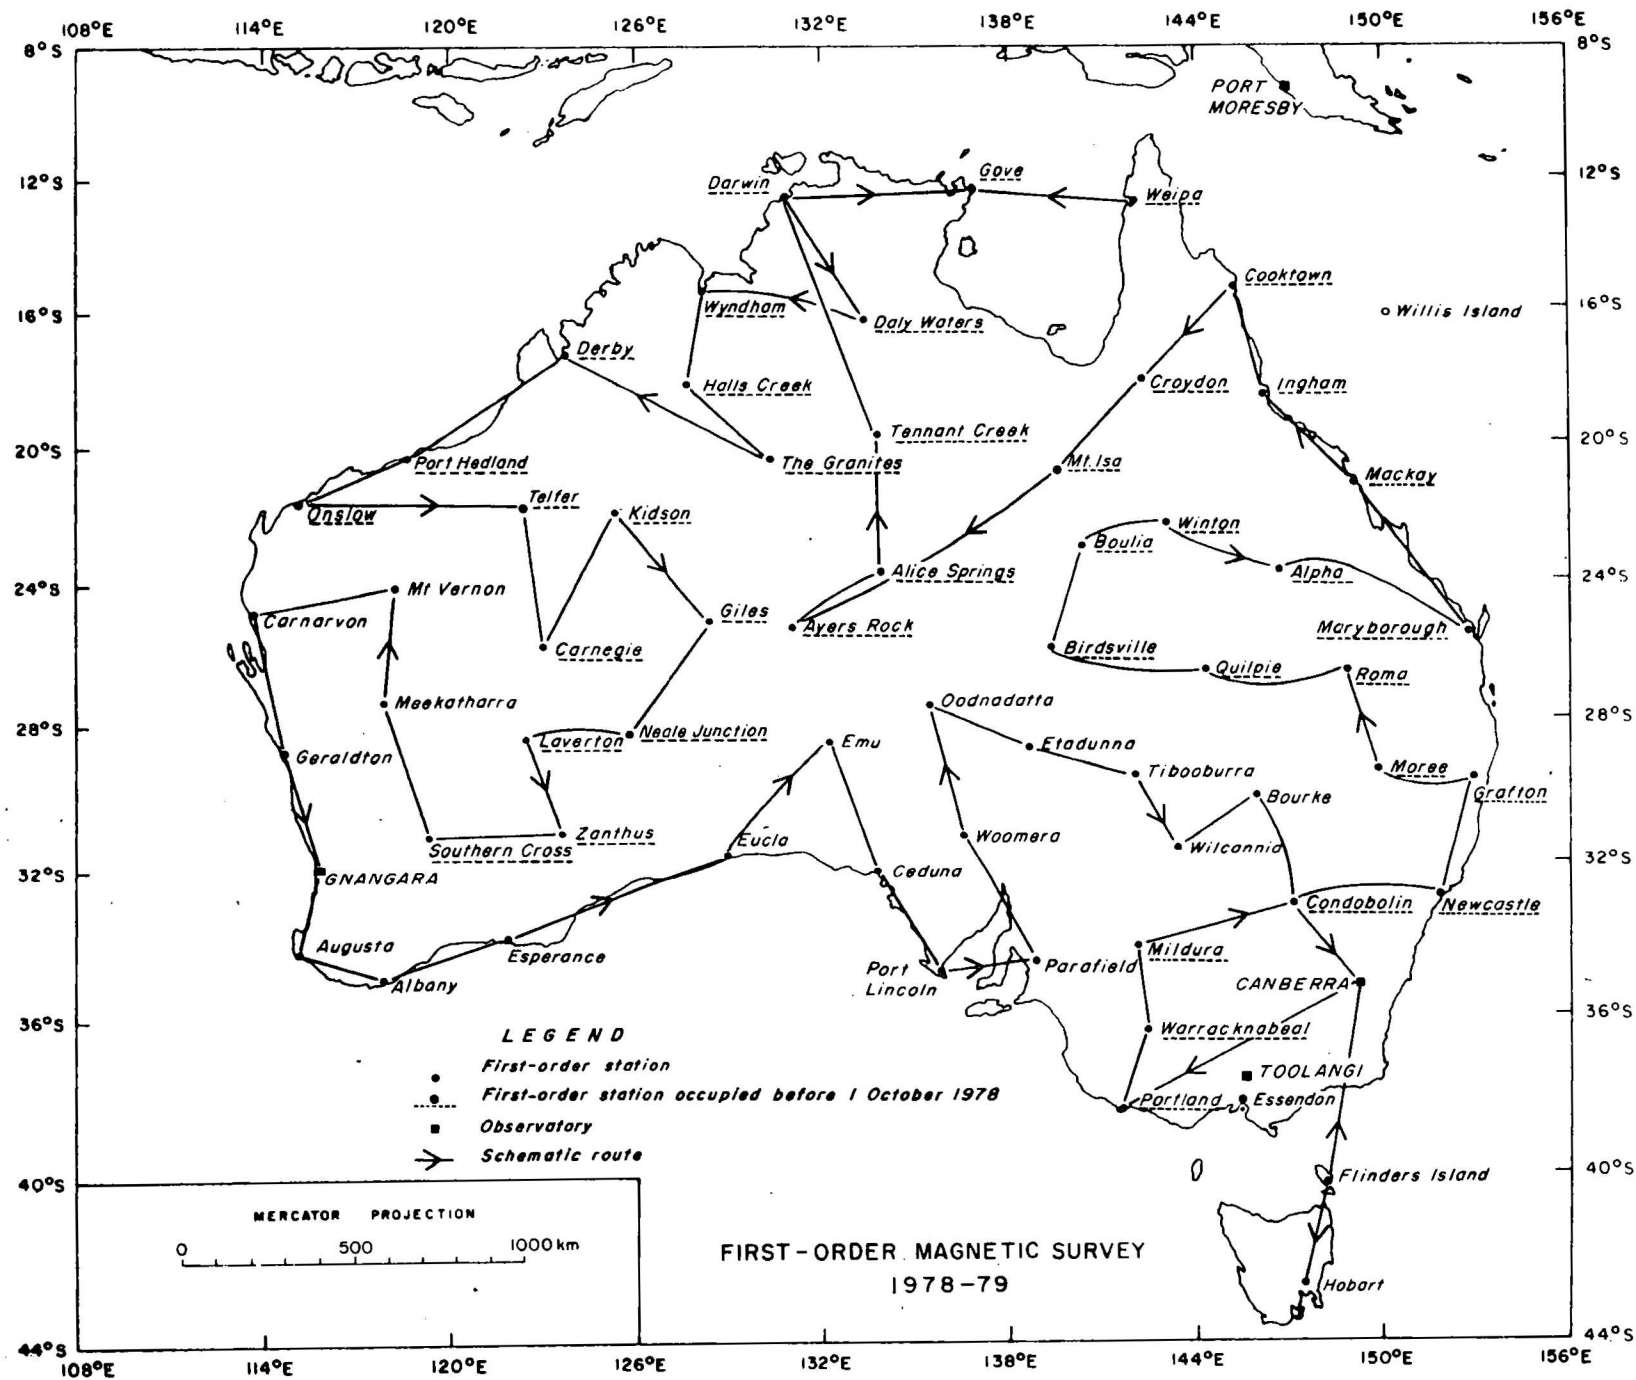 108°E 114°E 120°E 126°E 132°E 138°E 144°E 150°E 156°E
8°S 8°S
PORT
MORESBY
12°S 12°S
Darwin Gove Weipa
Cooktown
16°S Wyndham Daly Waters Willis Island 16°S
Derby
Halls Creek Croydon Ingham
Tennant Creek
20°S 20°S
Port Hedland The Granites Mt. Isa Mackay
Onslow Telfer Kidson Winton
Boulia
Alice Springs Alpha
24°S Mt Vernon 24°S
Carnarvon Giles Ayers Rock Maryborough
Carnegie Birdsville Quilpie Roma
Meekatharra Oodnadatta
28°S 28°S
Laverton Neale Junction Emu Etadunna
Geraldton Tibooburra Moree
Bourke Grafton
Zanthus Eucla Woomera Wilcannia
Southern Cross
32°S 32°S
GNANGARA Ceduna Condobolin Newcastle
Augusta Esperance Mildura
Port
Lincoln
Parafield
Albany CANBERRA
36°S 36°S
Warracknabeal
TOOLANGI
Portland Essendon
LEGEND
First-order station
First-order station occupied before 1 October 1978
Observatory
Schematic route
40°S Flinders Island 40°S
MERCATOR PROJECTION
0 500 1000 km
FIRST-ORDER MAGNETIC SURVEY
1978-79
Hobart
44°S 44°S
108°E 114°E 120°E 126°E 132°E 138°E 144°E 150°E 156°E